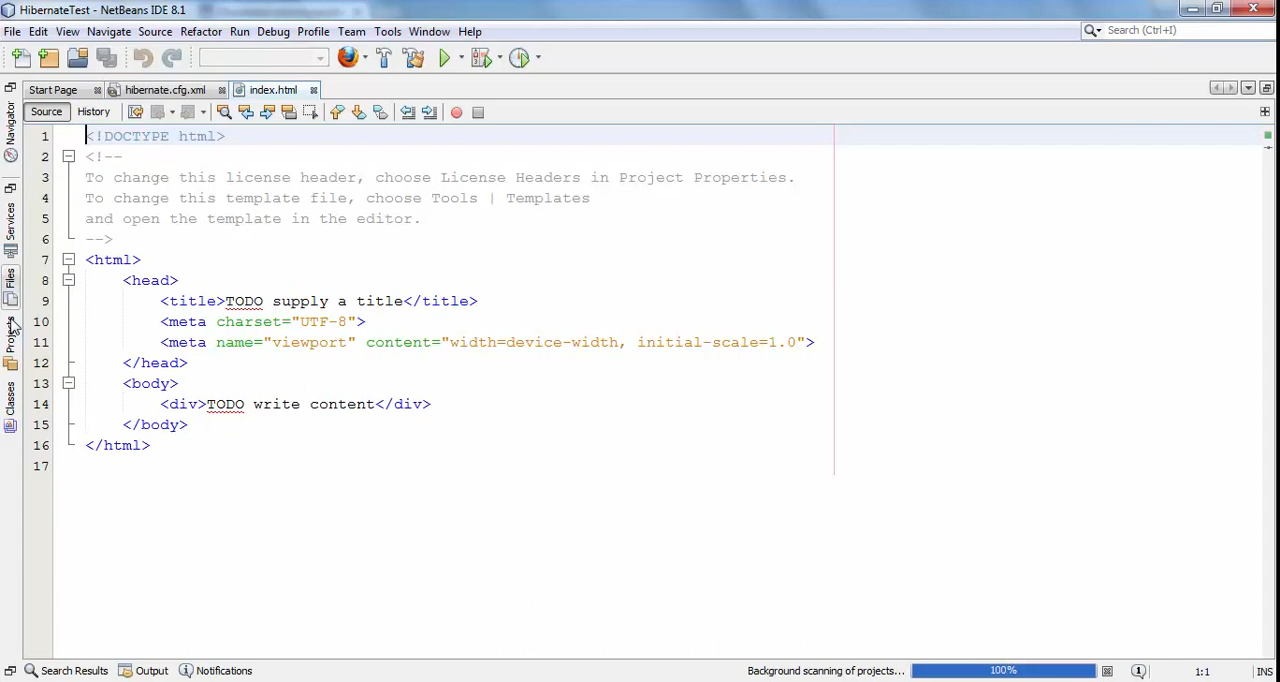 HibernateTest - NetBeans IDE 8.1
File Edit View Navigate Source Refactor Run Debug Profile Team Tools Window Help
Search (Ctrl+I)
Start Page hibernate.cfg.xml index.html
Source History
Navigator
Services
Files
Projects
Classes
1 <!DOCTYPE html>
2 <!--
3 To change this license header, choose License Headers in Project Properties.
4 To change this template file, choose Tools | Templates
5 and open the template in the editor.
6 -->
7 <html>
8 <head>
9 <title>TODO supply a title</title>
10 <meta charset="UTF-8">
11 <meta name="viewport" content="width=device-width, initial-scale=1.0">
12 </head>
13 <body>
14 <div>TODO write content</div>
15 </body>
16 </html>
17
Search Results Output Notifications Background scanning of projects... 100% 1 1:1 INS